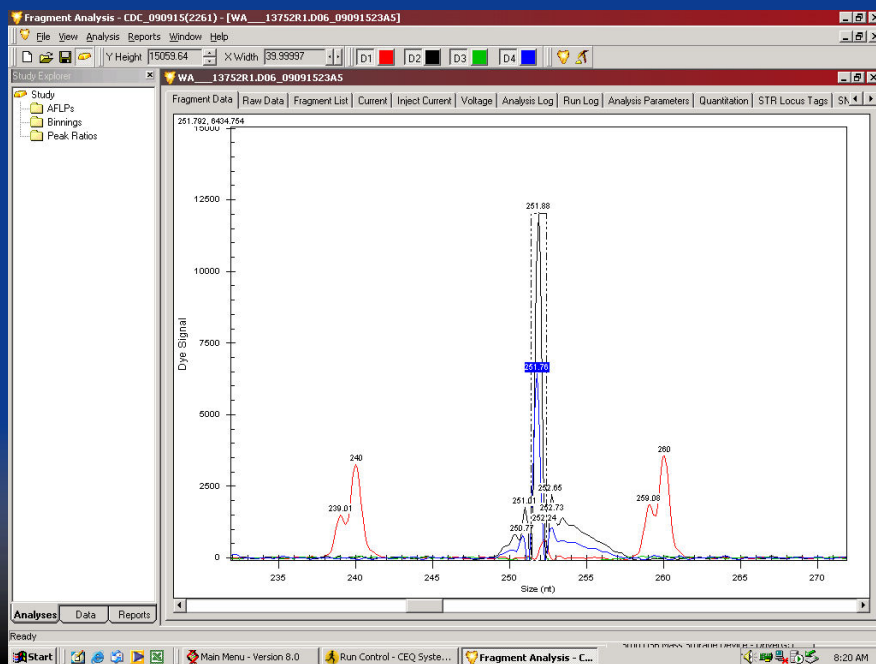 Fragment Analysis - CDC_090915(2261) - [WA___13752R1.D06_09091523A5]
File View Analysis Reports Window Help
Y Height 15059.64 X Width 39.99997 D1 D2 D3 D4
Study Explorer
WA___13752R1.D06_09091523A5
Study
AFLPs
Binnings
Peak Ratios
Fragment Data Raw Data Fragment List Current Inject Current Voltage Analysis Log Run Log Analysis Parameters Quantitation STR Locus Tags
251.792, 6434.754
15000
12500
10000
7500
5000
2500
0
Dye Signal
251.88
251.76
240
239.01
251.01
250.77
252.65
252.73
252.24
260
259.08
235 240 245 250 255 260 265 270
Size (nt)
Analyses Data Reports
Ready
Start Main Menu - Version 8.0 Run Control - CEQ Syste... Fragment Analysis - C... 8:20 AM